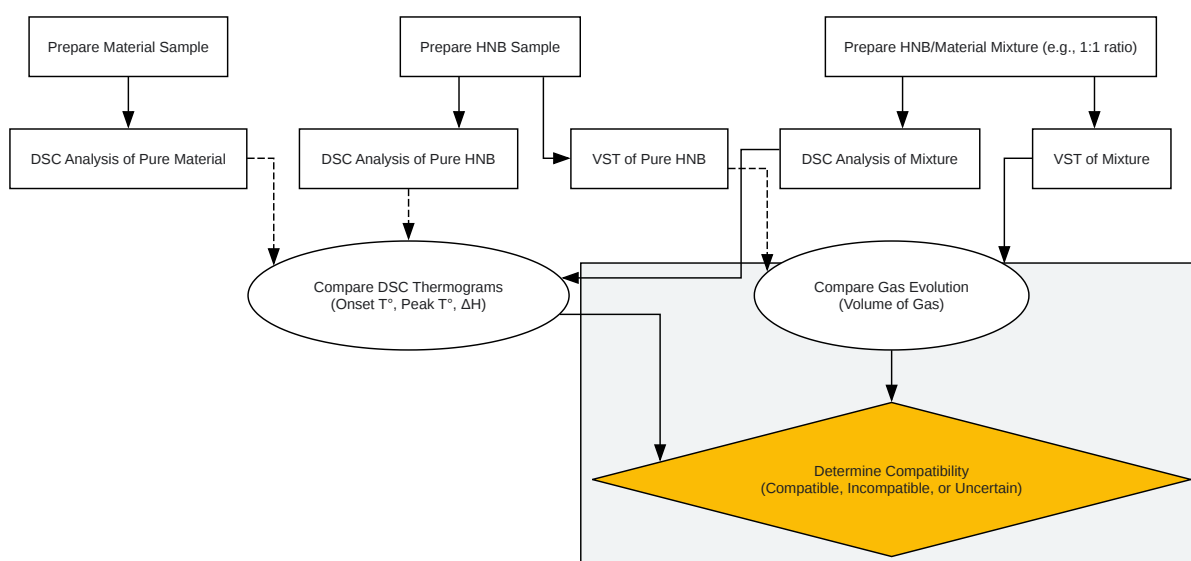 Prepare Material Sample
Prepare HNB Sample
Prepare HNB/Material Mixture (e.g., 1:1 ratio)
DSC Analysis of Pure Material
DSC Analysis of Pure HNB
VST of Pure HNB
DSC Analysis of Mixture
VST of Mixture
Compare DSC Thermograms
(Onset T°, Peak T°, ΔH)
Compare Gas Evolution
(Volume of Gas)
Determine Compatibility
(Compatible, Incompatible, or Uncertain)